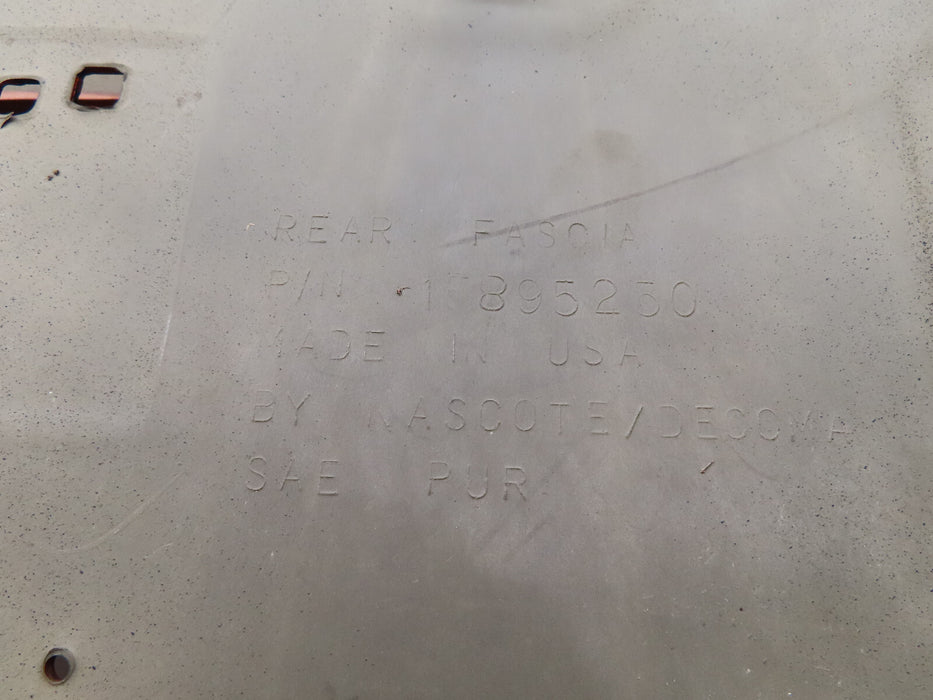 REAR FASCIA
P/N
MADE IN USA
BY NASCOTE/DECOMA
SAE PUR